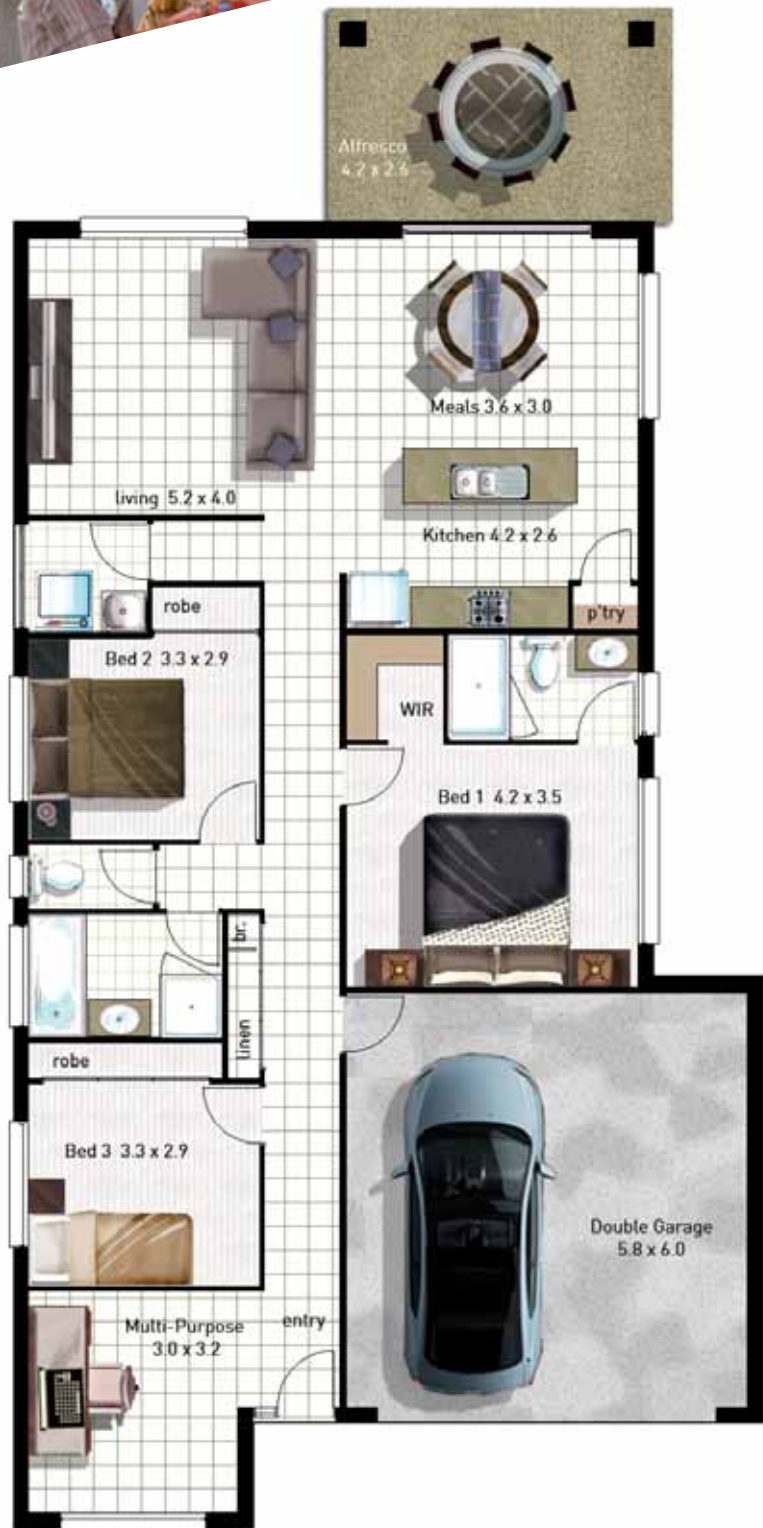 Alfresco
4.2 x 2.6
Meals 3.6 x 3.0
living 5.2 x 4.0
Kitchen 4.2 x 2.6
robe
p'try
Bed 2 3.3 x 2.9
WIR
Bed 1 4.2 x 3.5
br.
linen
robe
Bed 3 3.3 x 2.9
Double Garage
5.8 x 6.0
Multi-Purpose
3.0 x 3.2
entry